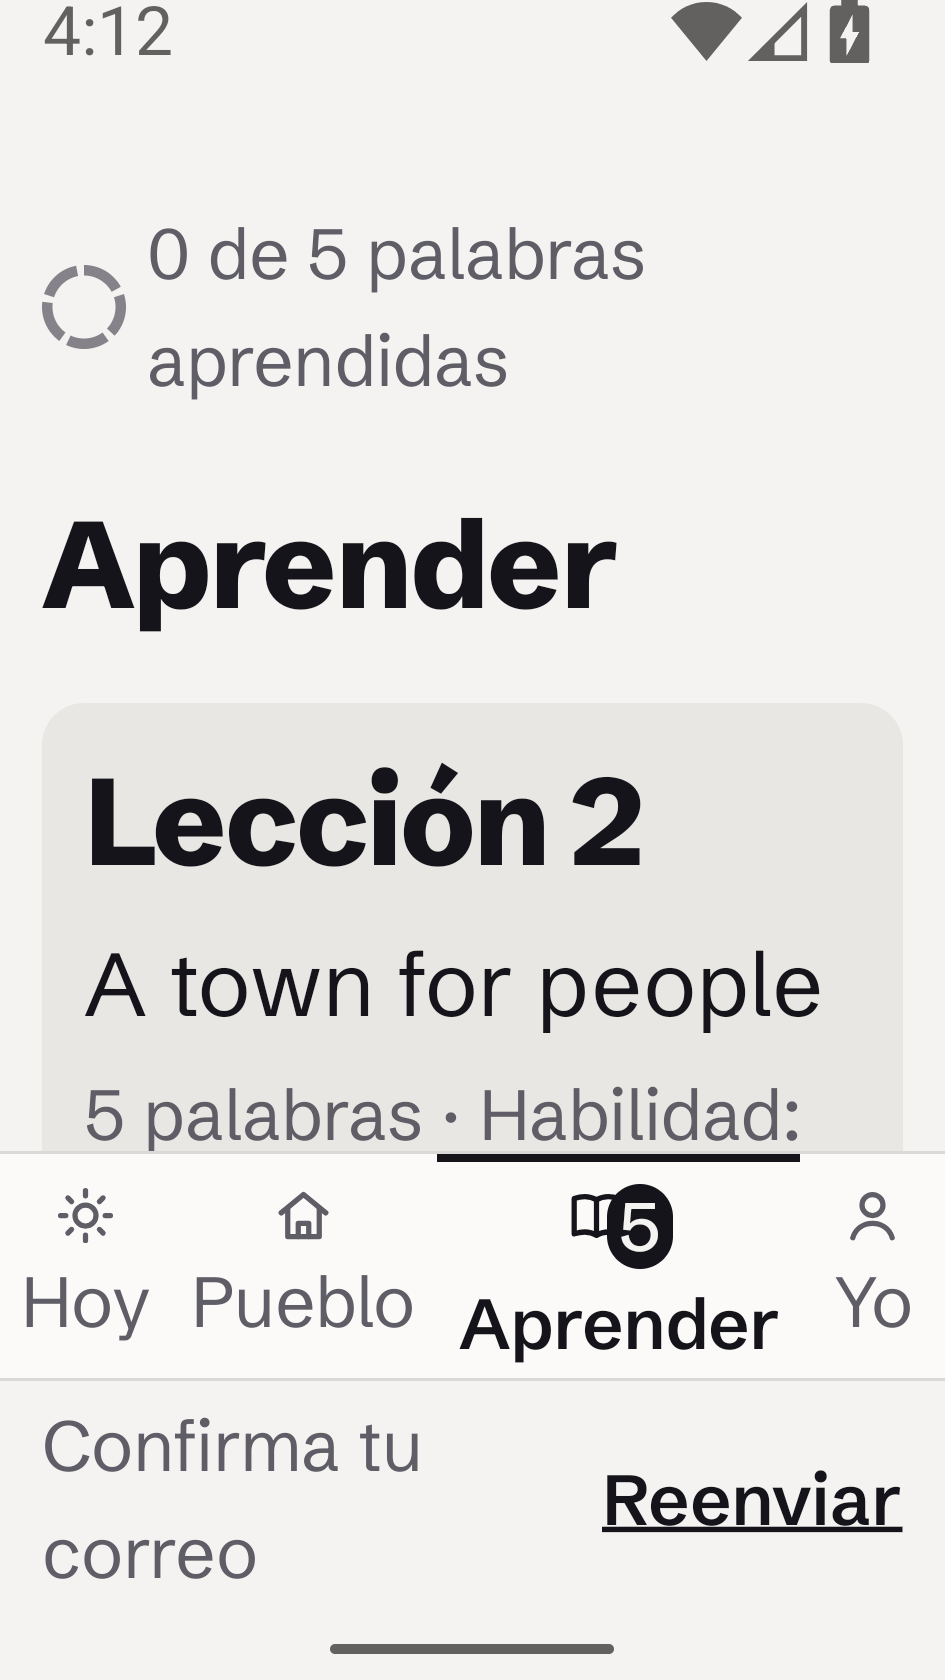 4:12
0 de 5 palabras
aprendidas
Aprender
Lección 2
A town for people
5 palabras · Habilidad:
5
Hoy
Pueblo
Aprender
Yo
Confirma tu
correo
Reenviar